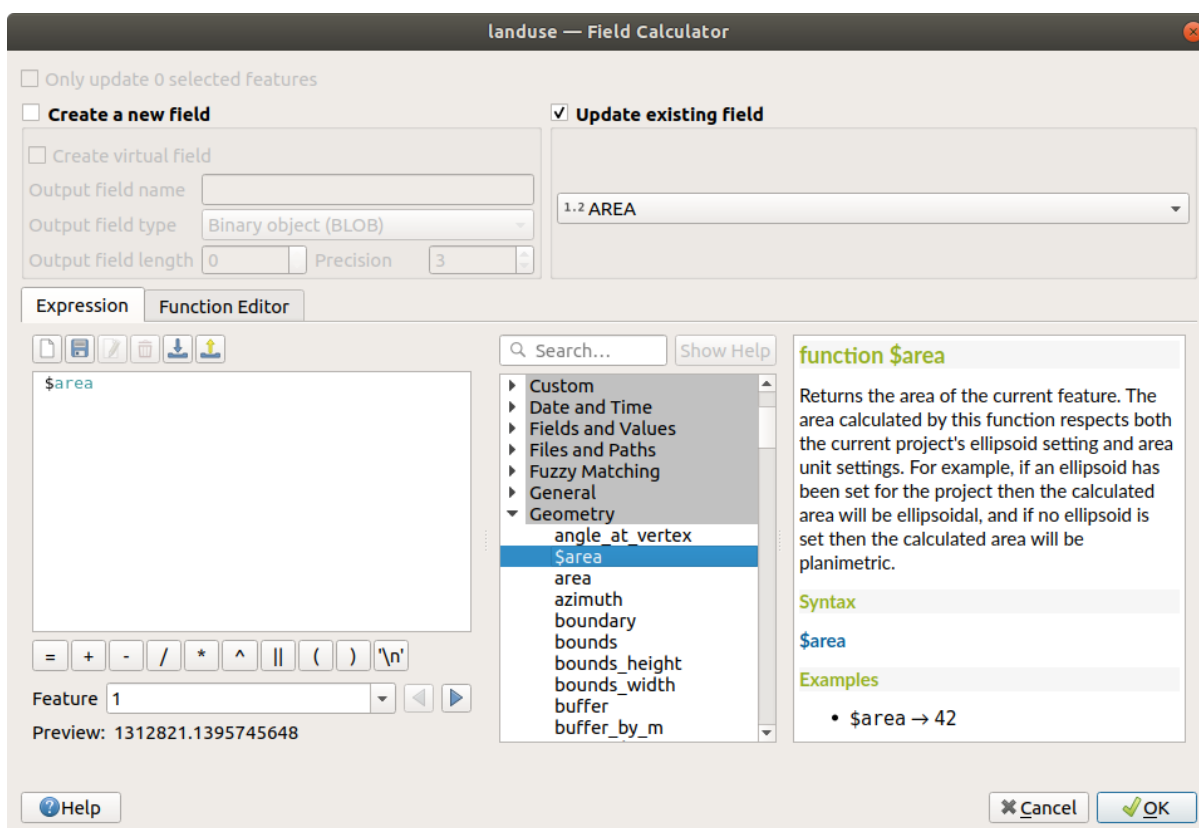 landuse — Field Calculator
Only update 0 selected features
Create a new field
Update existing field
Create virtual field
Output field name
Output field type Binary object (BLOB)
Output field length 0 Precision 3
1.2 AREA
Expression Function Editor
$area
= + - / * ^ || ( ) '\n'
Feature 1
Preview: 1312821.1395745648
Search... Show Help
Custom
Date and Time
Fields and Values
Files and Paths
Fuzzy Matching
General
Geometry
angle_at_vertex
$area
area
azimuth
boundary
bounds
bounds_height
bounds_width
buffer
buffer_by_m
function $area
Returns the area of the current feature. The
area calculated by this function respects both
the current project's ellipsoid setting and area
unit settings. For example, if an ellipsoid has
been set for the project then the calculated
area will be ellipsoidal, and if no ellipsoid is
set then the calculated area will be
planimetric.
Syntax
$area
Examples
• $area → 42
Help
Cancel OK